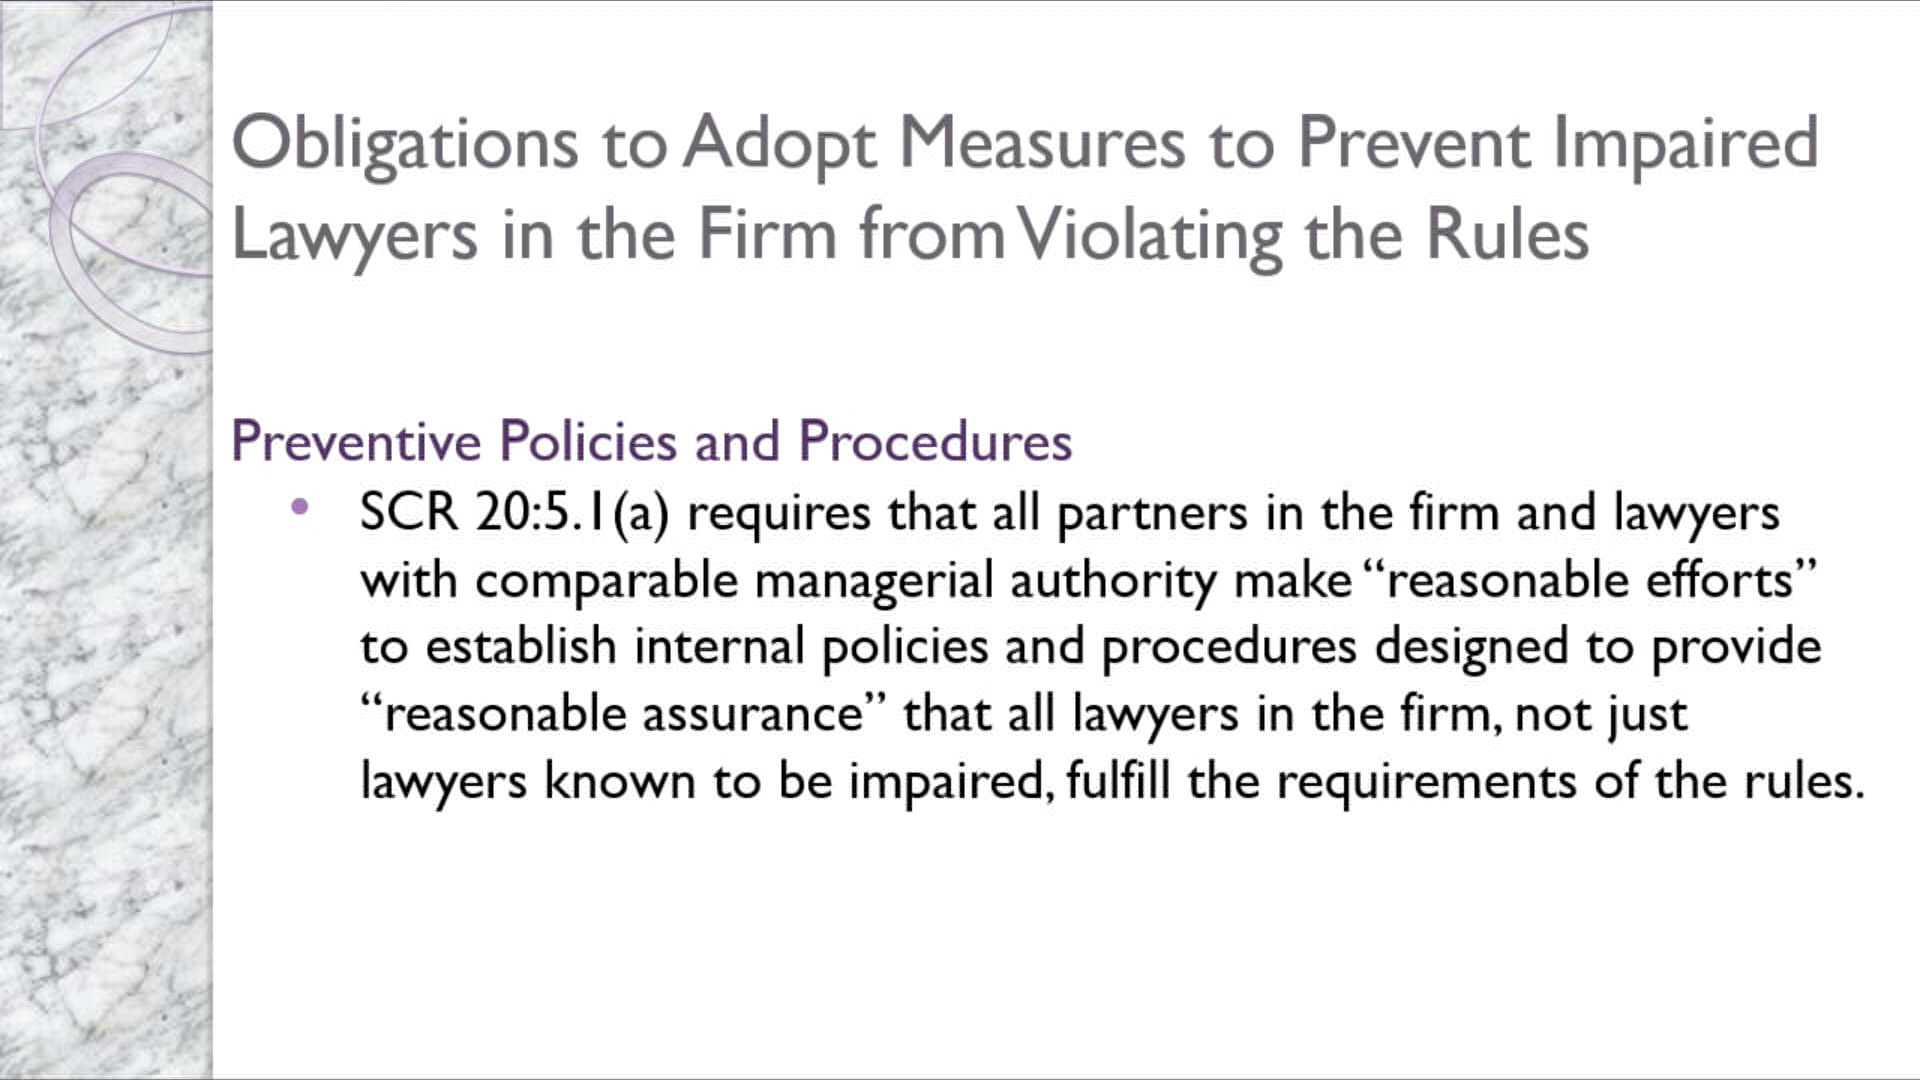 Obligations to Adopt Measures to Prevent Impaired
Lawyers in the Firm from Violating the Rules
Preventive Policies and Procedures
• SCR 20:5.1(a) requires that all partners in the firm and lawyers
with comparable managerial authority make “reasonable efforts”
to establish internal policies and procedures designed to provide
“reasonable assurance” that all lawyers in the firm, not just
lawyers known to be impaired, fulfill the requirements of the rules.